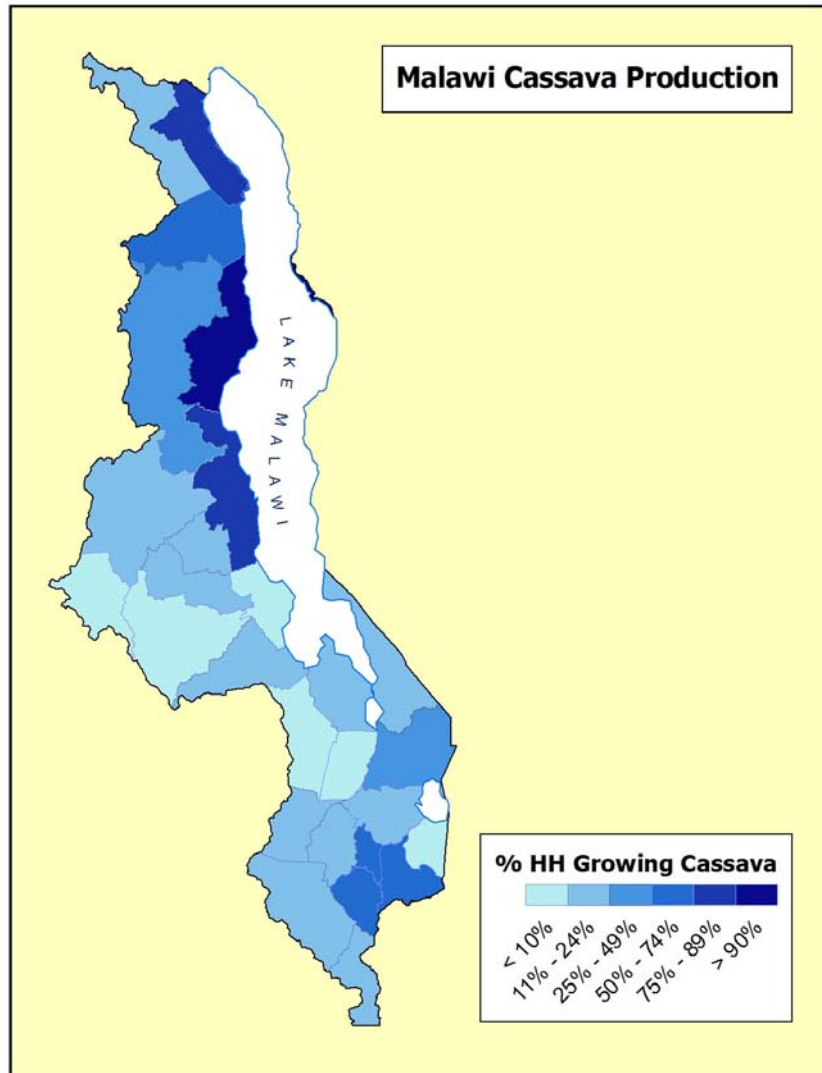 Malawi Cassava Production
LAKE MALAWI
% HH Growing Cassava
< 10%
11% - 24%
25% - 49%
50% - 74%
75% - 89%
> 90%